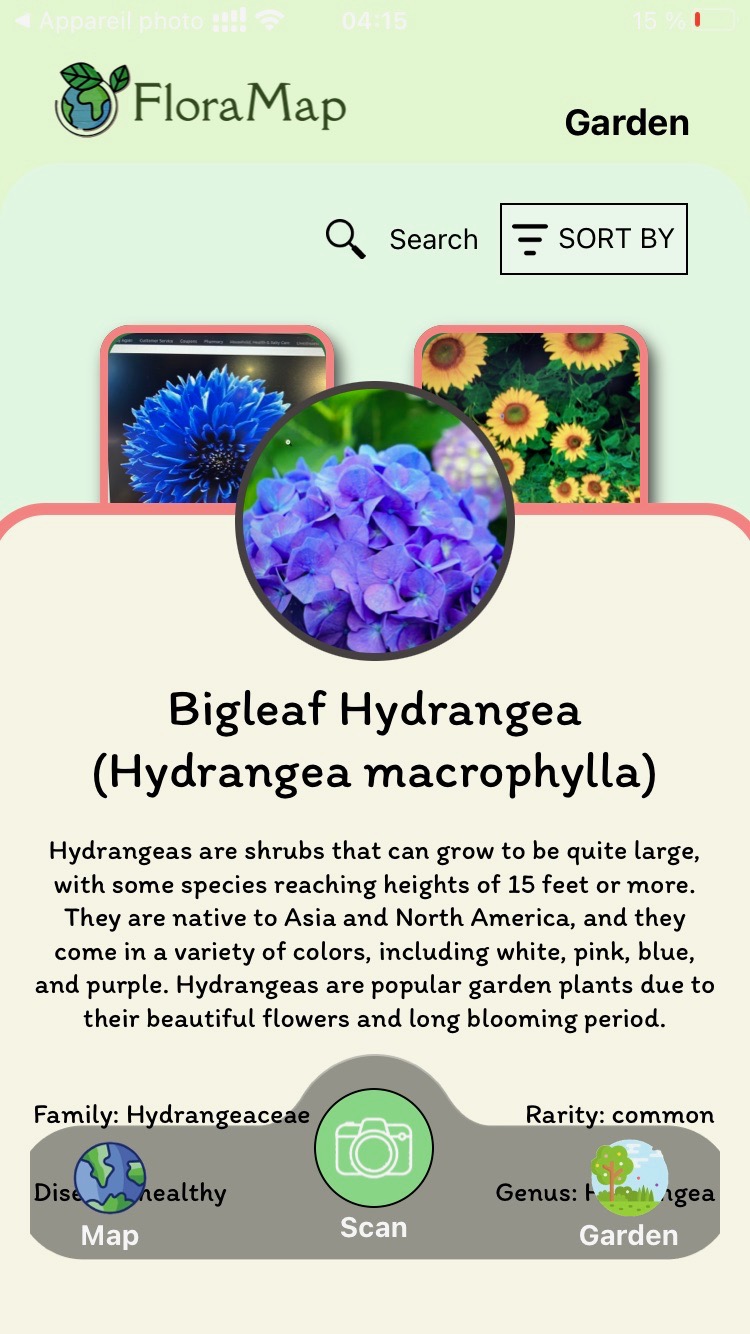 ◀ Appareil photo 04:15 15 %
FloraMap
Garden
Search SORT BY
Bigleaf Hydrangea
(Hydrangea macrophylla)
Hydrangeas are shrubs that can grow to be quite large,
with some species reaching heights of 15 feet or more.
They are native to Asia and North America, and they
come in a variety of colors, including white, pink, blue,
and purple. Hydrangeas are popular garden plants due to
their beautiful flowers and long blooming period.
Family: Hydrangeaceae Rarity: common
healthy Genus:
Map Scan Garden